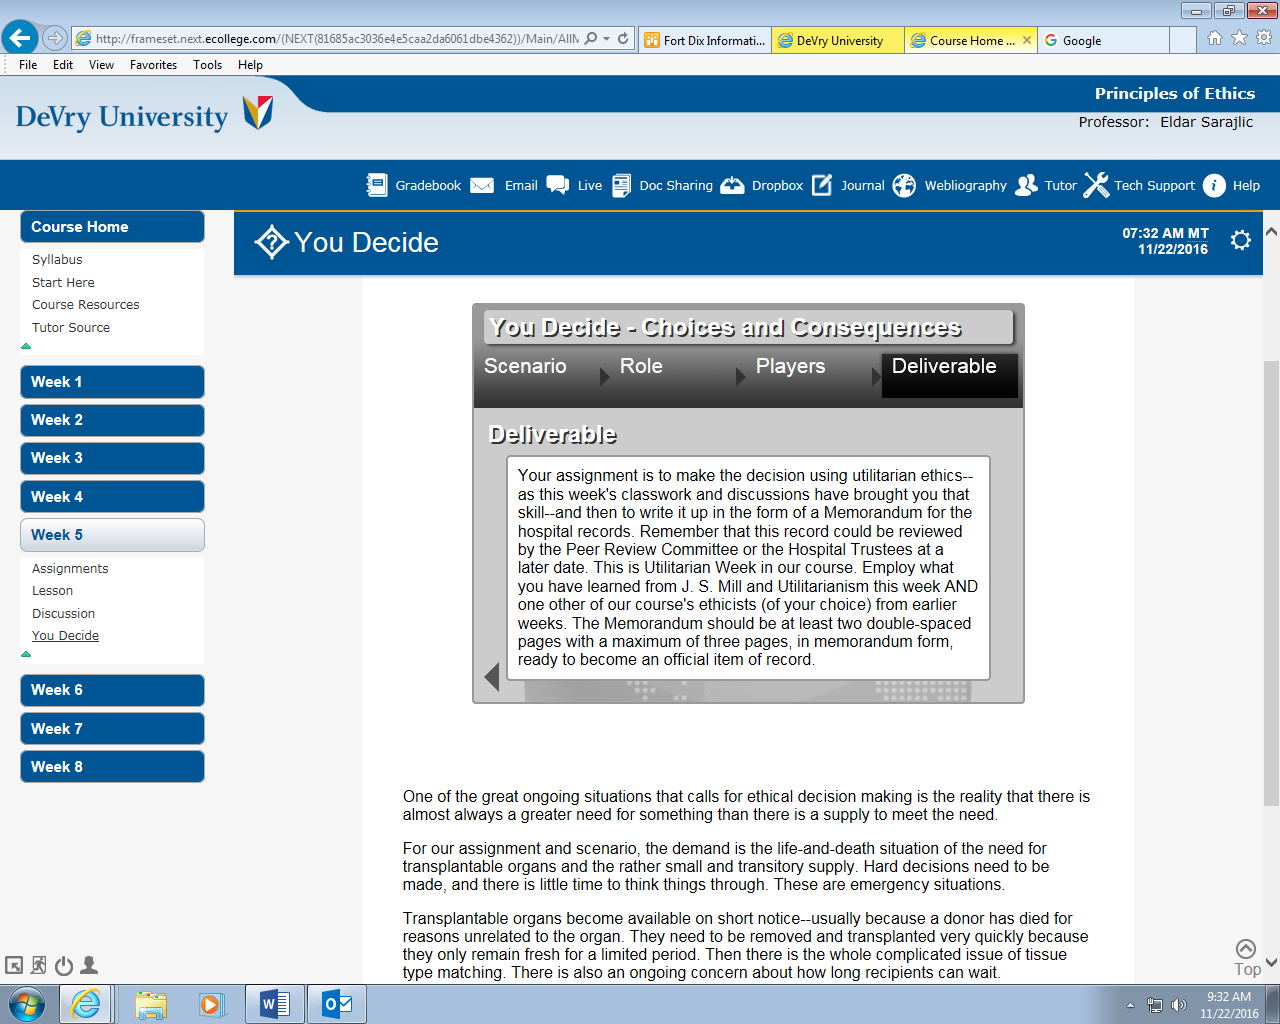 http://frameset.next.ecollege.com/(NEXT(81685ac3036e4e5caa2da6061dbe4362))/Main/AllM
Fort Dix Informati...
DeVry University
Course Home ...
Google
File Edit View Favorites Tools Help
DeVry University
Principles of Ethics
Professor: Eldar Sarajlic
Gradebook Email Live Doc Sharing Dropbox Journal Webliography Tutor Tech Support Help
Course Home
Syllabus
Start Here
Course Resources
Tutor Source
Week 1
Week 2
Week 3
Week 4
Week 5
Assignments
Lesson
Discussion
You Decide
Week 6
Week 7
Week 8
You Decide
07:32 AM MT
11/22/2016
You Decide - Choices and Consequences
Scenario Role Players Deliverable
Deliverable
Your assignment is to make the decision using utilitarian ethics--
as this week's classwork and discussions have brought you that
skill--and then to write it up in the form of a Memorandum for the
hospital records. Remember that this record could be reviewed
by the Peer Review Committee or the Hospital Trustees at a
later date. This is Utilitarian Week in our course. Employ what
you have learned from J. S. Mill and Utilitarianism this week AND
one other of our course's ethicists (of your choice) from earlier
weeks. The Memorandum should be at least two double-spaced
pages with a maximum of three pages, in memorandum form,
ready to become an official item of record.
One of the great ongoing situations that calls for ethical decision making is the reality that there is
almost always a greater need for something than there is a supply to meet the need.
For our assignment and scenario, the demand is the life-and-death situation of the need for
transplantable organs and the rather small and transitory supply. Hard decisions need to be
made, and there is little time to think things through. These are emergency situations.
Transplantable organs become available on short notice--usually because a donor has died for
reasons unrelated to the organ. They need to be removed and transplanted very quickly because
they only remain fresh for a limited period. Then there is the whole complicated issue of tissue
type matching. There is also an ongoing concern about how long recipients can wait.
Top
9:32 AM
11/22/2016